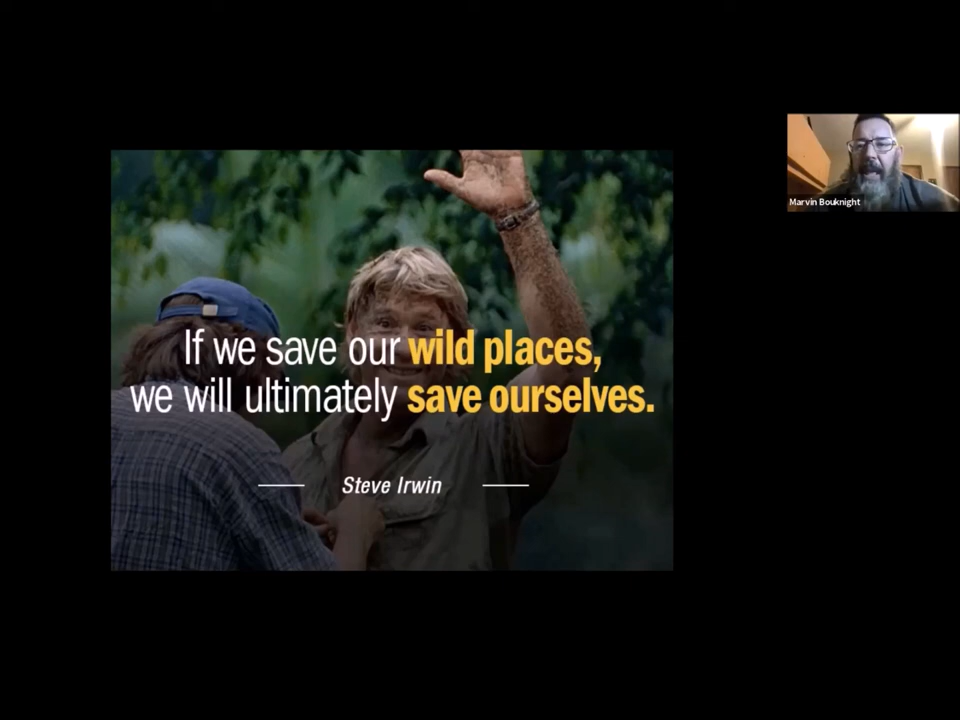 If we save our wild places,
we will ultimately save ourselves.
Steve Irwin
Marvin Bouknight